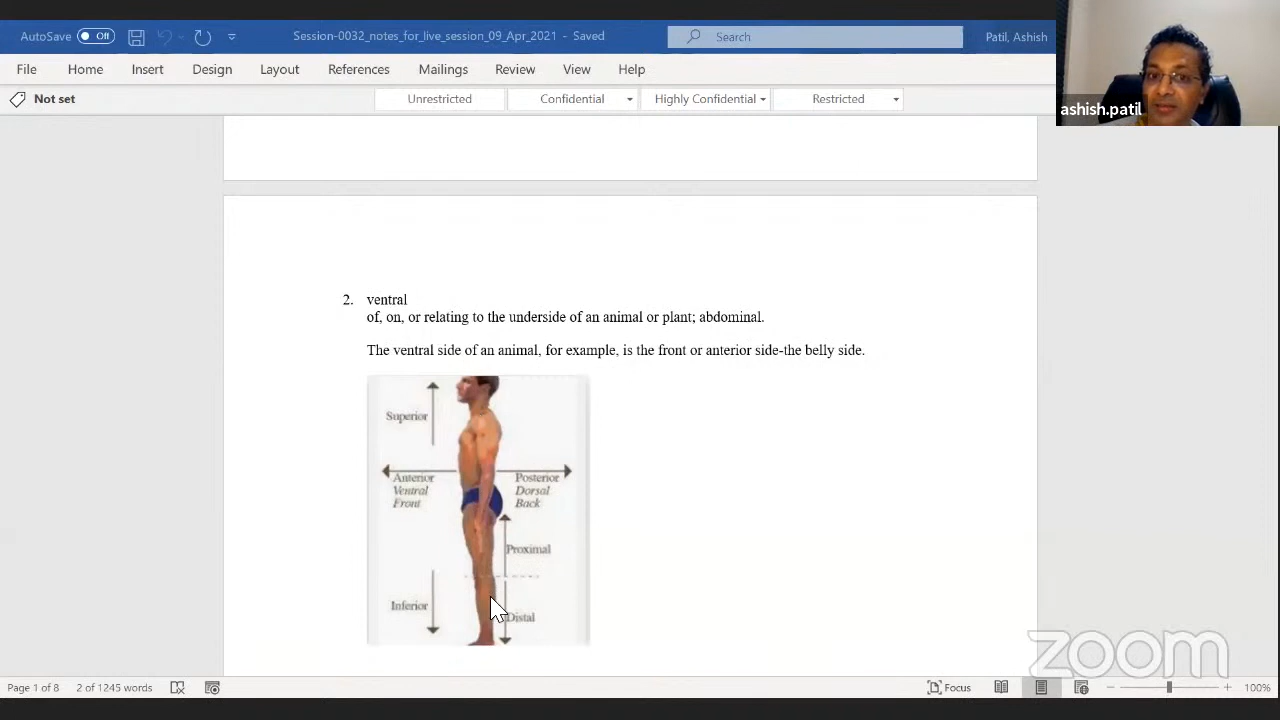 AutoSave Off Session-0032_notes_for_live_session_09_Apr_2021 - Saved Search Patil, Ashish
File Home Insert Design Layout References Mailings Review View Help
Not set Unrestricted Confidential Highly Confidential Restricted
ashish.patil
2. ventral
of, on, or relating to the underside of an animal or plant; abdominal.
The ventral side of an animal, for example, is the front or anterior side-the belly side.
Superior
Anterior Posterior
Ventral Dorsal
Front Back
Proximal
Inferior
Distal
zoom
Page 1 of 8 2 of 1245 words Focus 100%